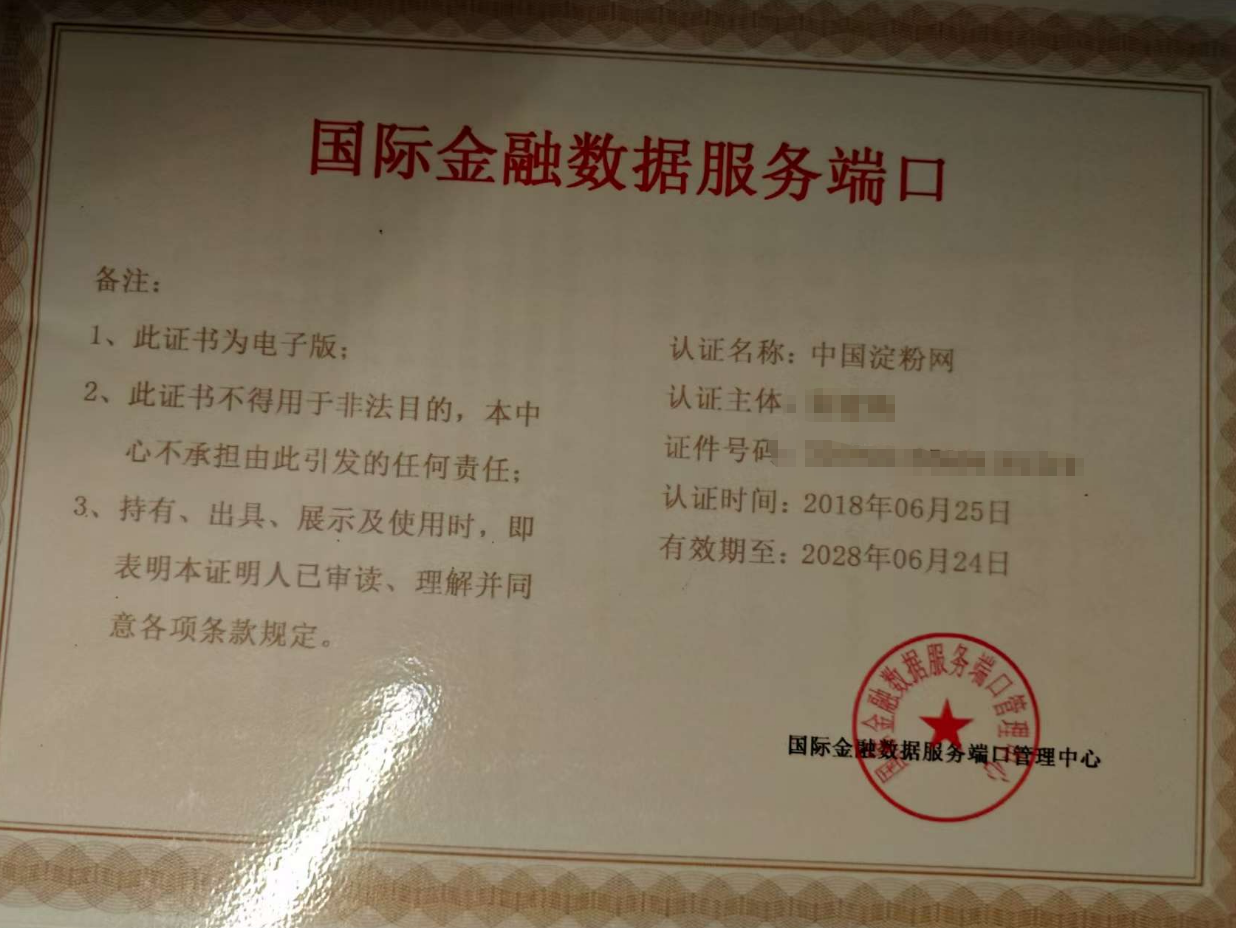 国际金融数据服务端口
备注：
1、此证书为电子版；
2、此证书不得用于非法目的，本中
心不承担由此引发的任何责任；
3、持有、出具、展示及使用时，即
表明本证明人已审读、理解并同
意各项条款规定。
认证名称：中国淀粉网
认证主体
证件号码
认证时间：2018年06月25日
有效期至：2028年06月24日
国际金融数据服务端口管理中心
国际金融数据服务端口管理中心